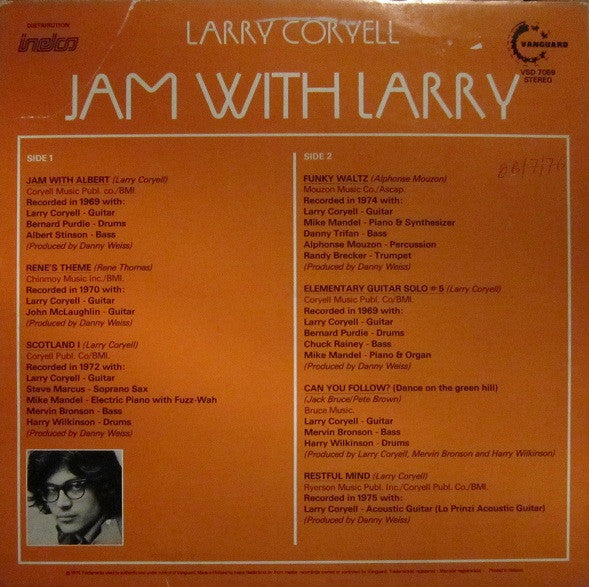 DISTRIBUTION
inelco
LARRY CORYELL
VANGUARD
VSD 7069
STEREO
JAM WITH LARRY
SIDE 1
JAM WITH ALBERT (Larry Coryell)
Coryell Music Publ. co./BMI.
Recorded in 1969 with:
Larry Coryell - Guitar
Bernard Purdie - Drums
Albert Stinson - Bass
(Produced by Danny Weiss)
RENE'S THEME (Rene Thomas)
Chinmoy Music inc./BMI.
Recorded in 1970 with:
Larry Coryell - Guitar
John McLaughlin - Guitar
(Produced by Danny Weiss)
SCOTLAND I (Larry Coryell)
Coryell Publ. Co/BMI.
Recorded in 1972 with:
Larry Coryell - Guitar
Steve Marcus - Soprano Sax
Mike Mandel - Electric Piano with Fuzz-Wah
Mervin Bronson - Bass
Harry Wilkinson - Drums
(Produced by Danny Weiss)
SIDE 2
FUNKY WALTZ (Alphonse Mouzon)
Mouzon Music Co./Ascap.
Recorded in 1974 with:
Larry Coryell - Guitar
Mike Mandel - Piano & Synthesizer
Danny Trifan - Bass
Alphonse Mouzon - Percussion
Randy Brecker - Trumpet
(Produced by Danny Weiss)
ELEMENTARY GUITAR SOLO # 5 (Larry Coryell)
Coryell Music Publ. Co/BMI.
Recorded in 1969 with:
Larry Coryell - Guitar
Bernard Purdie - Drums
Chuck Rainey - Bass
Mike Mandel - Piano & Organ
(Produced by Danny Weiss)
CAN YOU FOLLOW? (Dance on the green hill)
(Jack Bruce/Pete Brown)
Bruce Music.
Larry Coryell - Guitar
Mervin Bronson - Bass
Harry Wilkinson - Drums
(Produced by Larry Coryell, Mervin Bronson and Harry Wilkinson)
RESTFUL MIND (Larry Coryell)
Ryerson Music Publ. Inc./Coryell Publ. Co./BMI.
Recorded in 1975 with:
Larry Coryell - Acoustic Guitar (Lo Prinzi Acoustic Guitar)
(Produced by Danny Weiss)